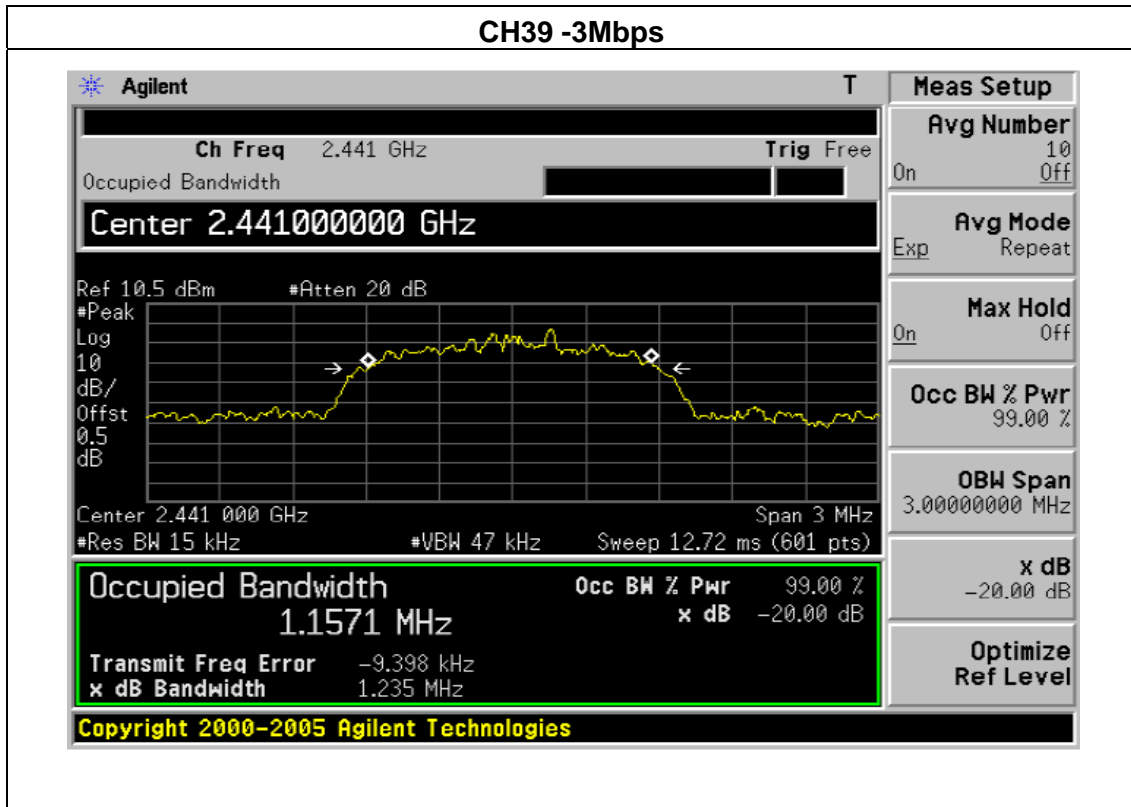 CH39 -3Mbps
Agilent T
Ch Freq 2.441 GHz Trig Free
Occupied Bandwidth
Center 2.441000000 GHz
Ref 10.5 dBm #Atten 20 dB
#Peak
Log
10
dB/
Offst
0.5
dB
Center 2.441 000 GHz Span 3 MHz
#Res BW 15 kHz #VBW 47 kHz Sweep 12.72 ms (601 pts)
Occupied Bandwidth Occ BW % Pwr 99.00 %
1.1571 MHz x dB -20.00 dB
Transmit Freq Error -9.398 kHz
x dB Bandwidth 1.235 MHz
Copyright 2000-2005 Agilent Technologies
Meas Setup
Avg Number
10
On Off
Avg Mode
Exp Repeat
Max Hold
On Off
Occ BW % Pwr
99.00 %
OBW Span
3.00000000 MHz
x dB
-20.00 dB
Optimize
Ref Level